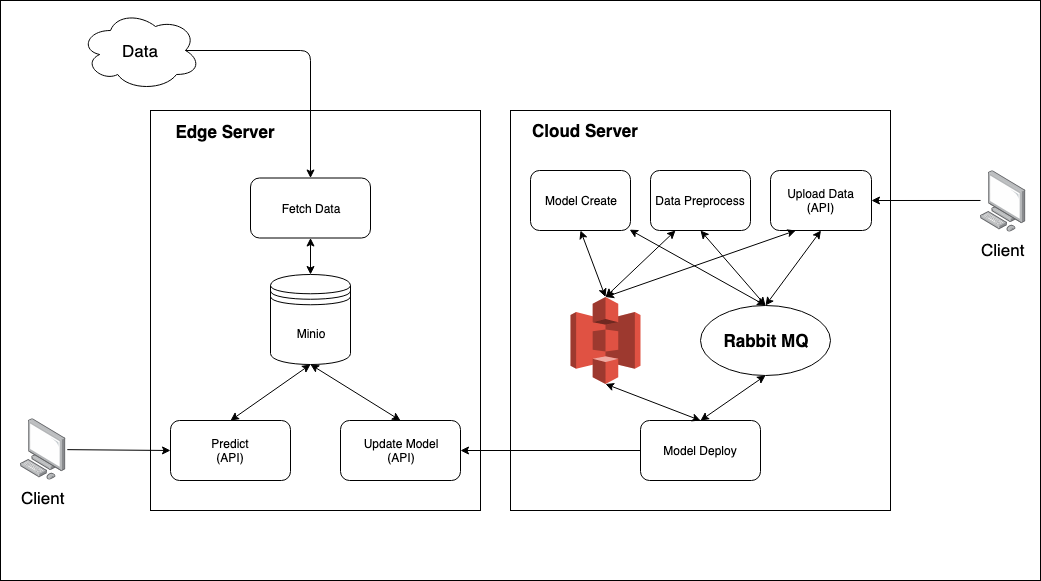 Data
Edge Server
Cloud Server
Fetch Data
Model Create
Data Preprocess
Upload Data
(API)
Client
Minio
Rabbit MQ
Predict
(API)
Update Model
(API)
Model Deploy
Client